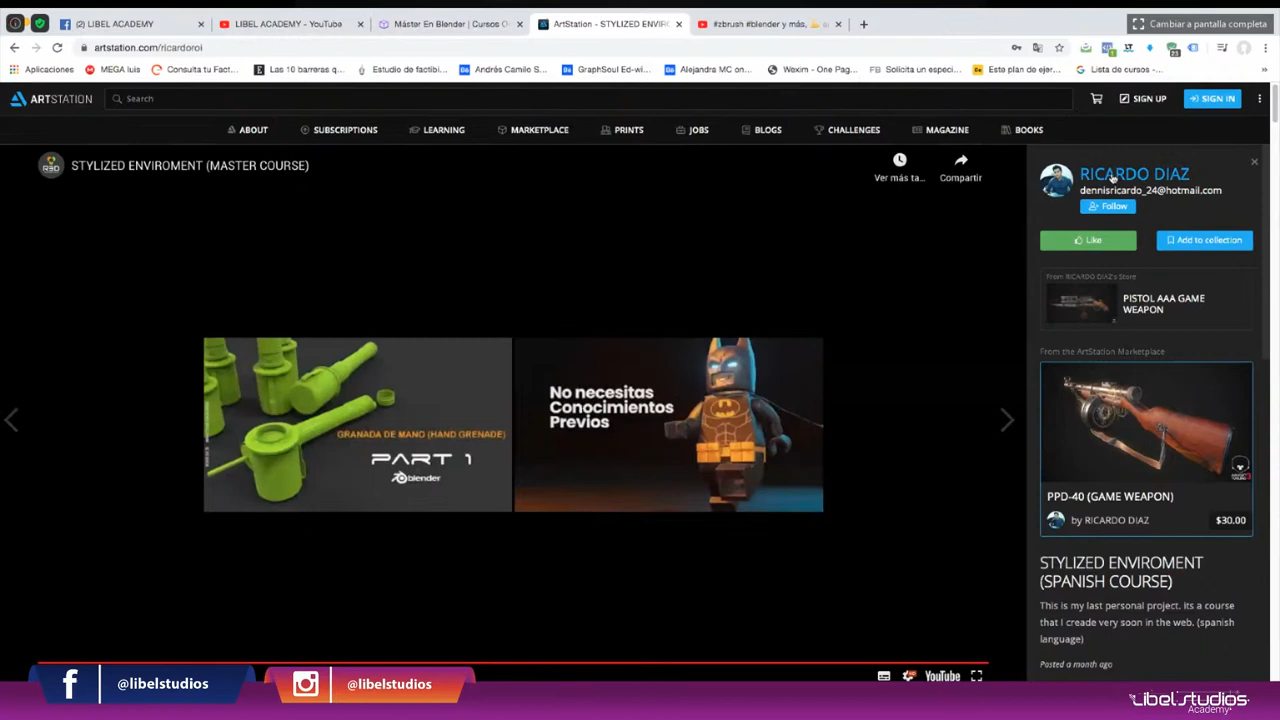 (2) LIBEL ACADEMY
LIBEL ACADEMY - YouTube
Máster En Blender | Cursos O
ArtStation - STYLIZED ENVIR
#zbrush #blender y más,
Cambiar a pantalla completa
artstation.com/ricardoroi
Aplicaciones
MEGA luis
Consulta tu Fact...
Las 10 barreras q...
Estudio de factibi...
Andrés Camilo S...
GraphSoul Ed-wi...
Alejandra MC on...
Wexim - One Pag...
FB Solicita un especi...
Este plan de ejer...
Lista de cursos -...
ARTSTATION
Search
SIGN UP
SIGN IN
ABOUT
SUBSCRIPTIONS
LEARNING
MARKETPLACE
PRINTS
JOBS
BLOGS
CHALLENGES
MAGAZINE
BOOKS
STYLIZED ENVIROMENT (MASTER COURSE)
Ver más ta...
Compartir
GRANADA DE MANO (HAND GRENADE)
PART 1
blender
No necesitas
Conocimientos
Previos
YouTube
RICARDO DIAZ
dennisricardo_24@hotmail.com
Follow
Like
Add to collection
From RICARDO DIAZ's Store
PISTOL AAA GAME
WEAPON
From the ArtStation Marketplace
PPD-40 (GAME WEAPON)
by RICARDO DIAZ
$30.00
STYLIZED ENVIROMENT
(SPANISH COURSE)
This is my last personal project. its a course
that I creade very soon in the web. (spanish
language)
Posted a month ago
@libelstudios
@libelstudios
Libel Studios
Academy